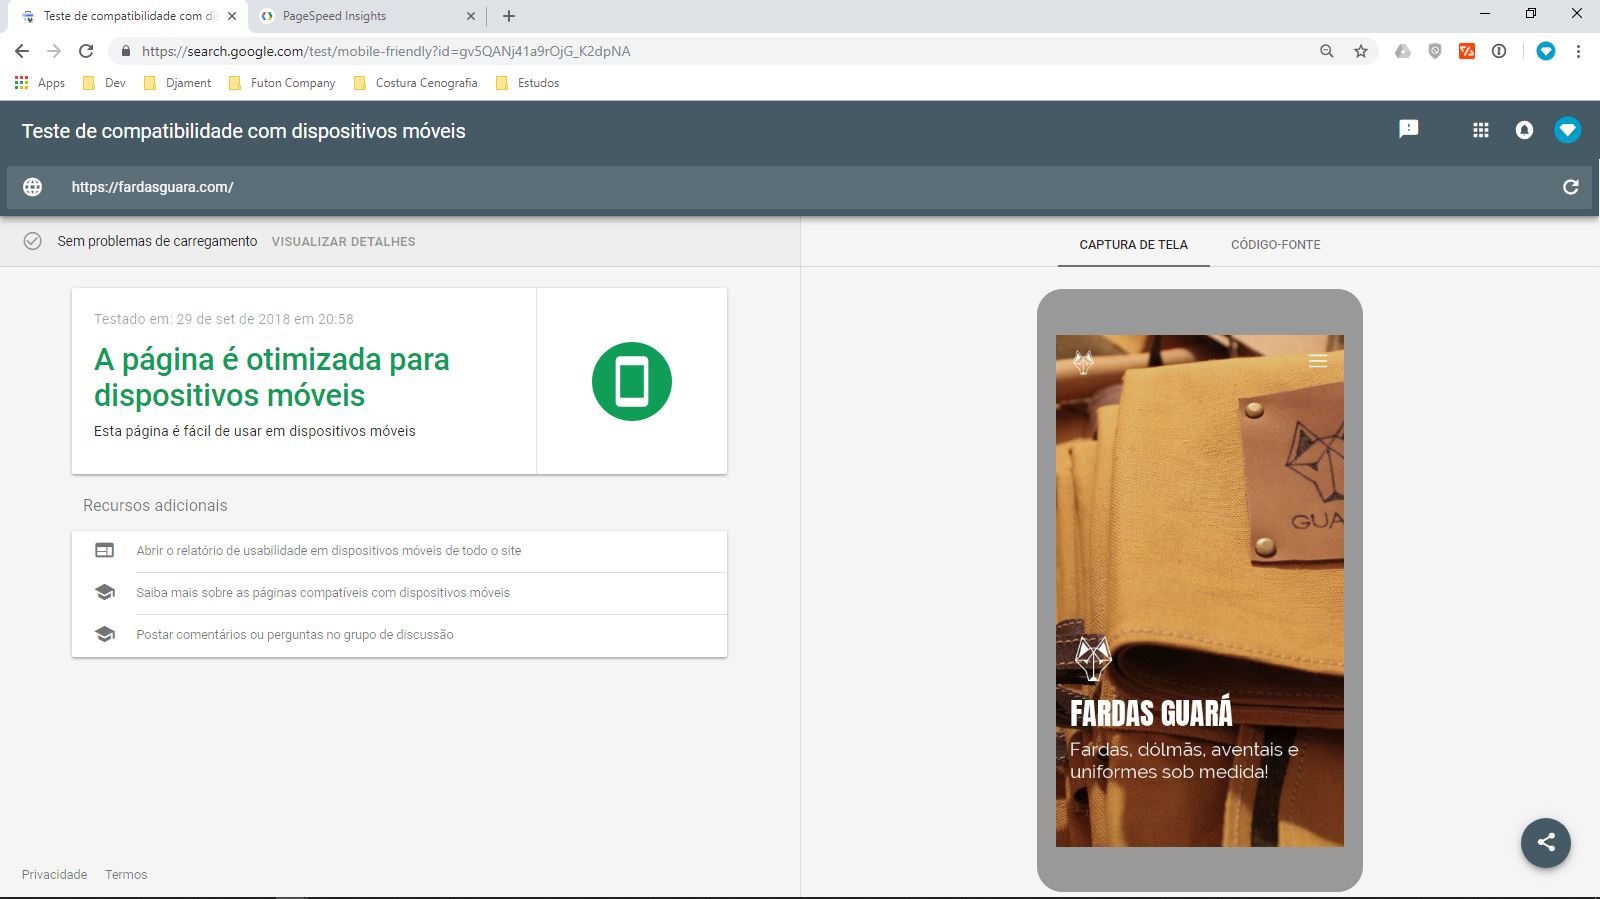 Teste de compatibilidade com di
PageSpeed Insights
https://search.google.com/test/mobile-friendly?id=gv5QANj41a9rOjG_K2dpNA
Apps Dev Djament Futon Company Costura Cenografia Estudos
Teste de compatibilidade com dispositivos móveis
https://fardasguara.com/
Sem problemas de carregamento VISUALIZAR DETALHES
CAPTURA DE TELA CÓDIGO-FONTE
Testado em: 29 de set de 2018 em 20:58
A página é otimizada para
dispositivos móveis
Esta página é fácil de usar em dispositivos móveis
Recursos adicionais
Abrir o relatório de usabilidade em dispositivos móveis de todo o site
Saiba mais sobre as páginas compatíveis com dispositivos móveis
Postar comentários ou perguntas no grupo de discussão
GUA
FARDAS GUARÁ
Fardas, dólmãs, aventais e
uniformes sob medida!
Privacidade Termos